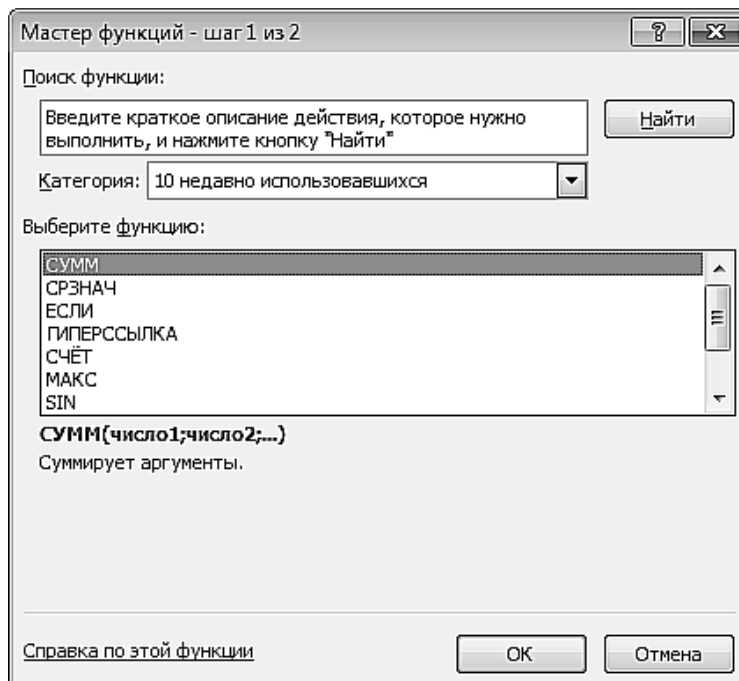 Мастер функций - шаг 1 из 2
Поиск функции:
Введите краткое описание действия, которое нужно
выполнить, и нажмите кнопку "Найти"
Найти
Категория: 10 недавно использовавшихся
Выберите функцию:
СУММ
СРЗНАЧ
ЕСЛИ
ГИПЕРССЫЛКА
СЧЁТ
МАКС
SIN
СУММ(число1;число2;...)
Суммирует аргументы.
Справка по этой функции
ОК
Отмена